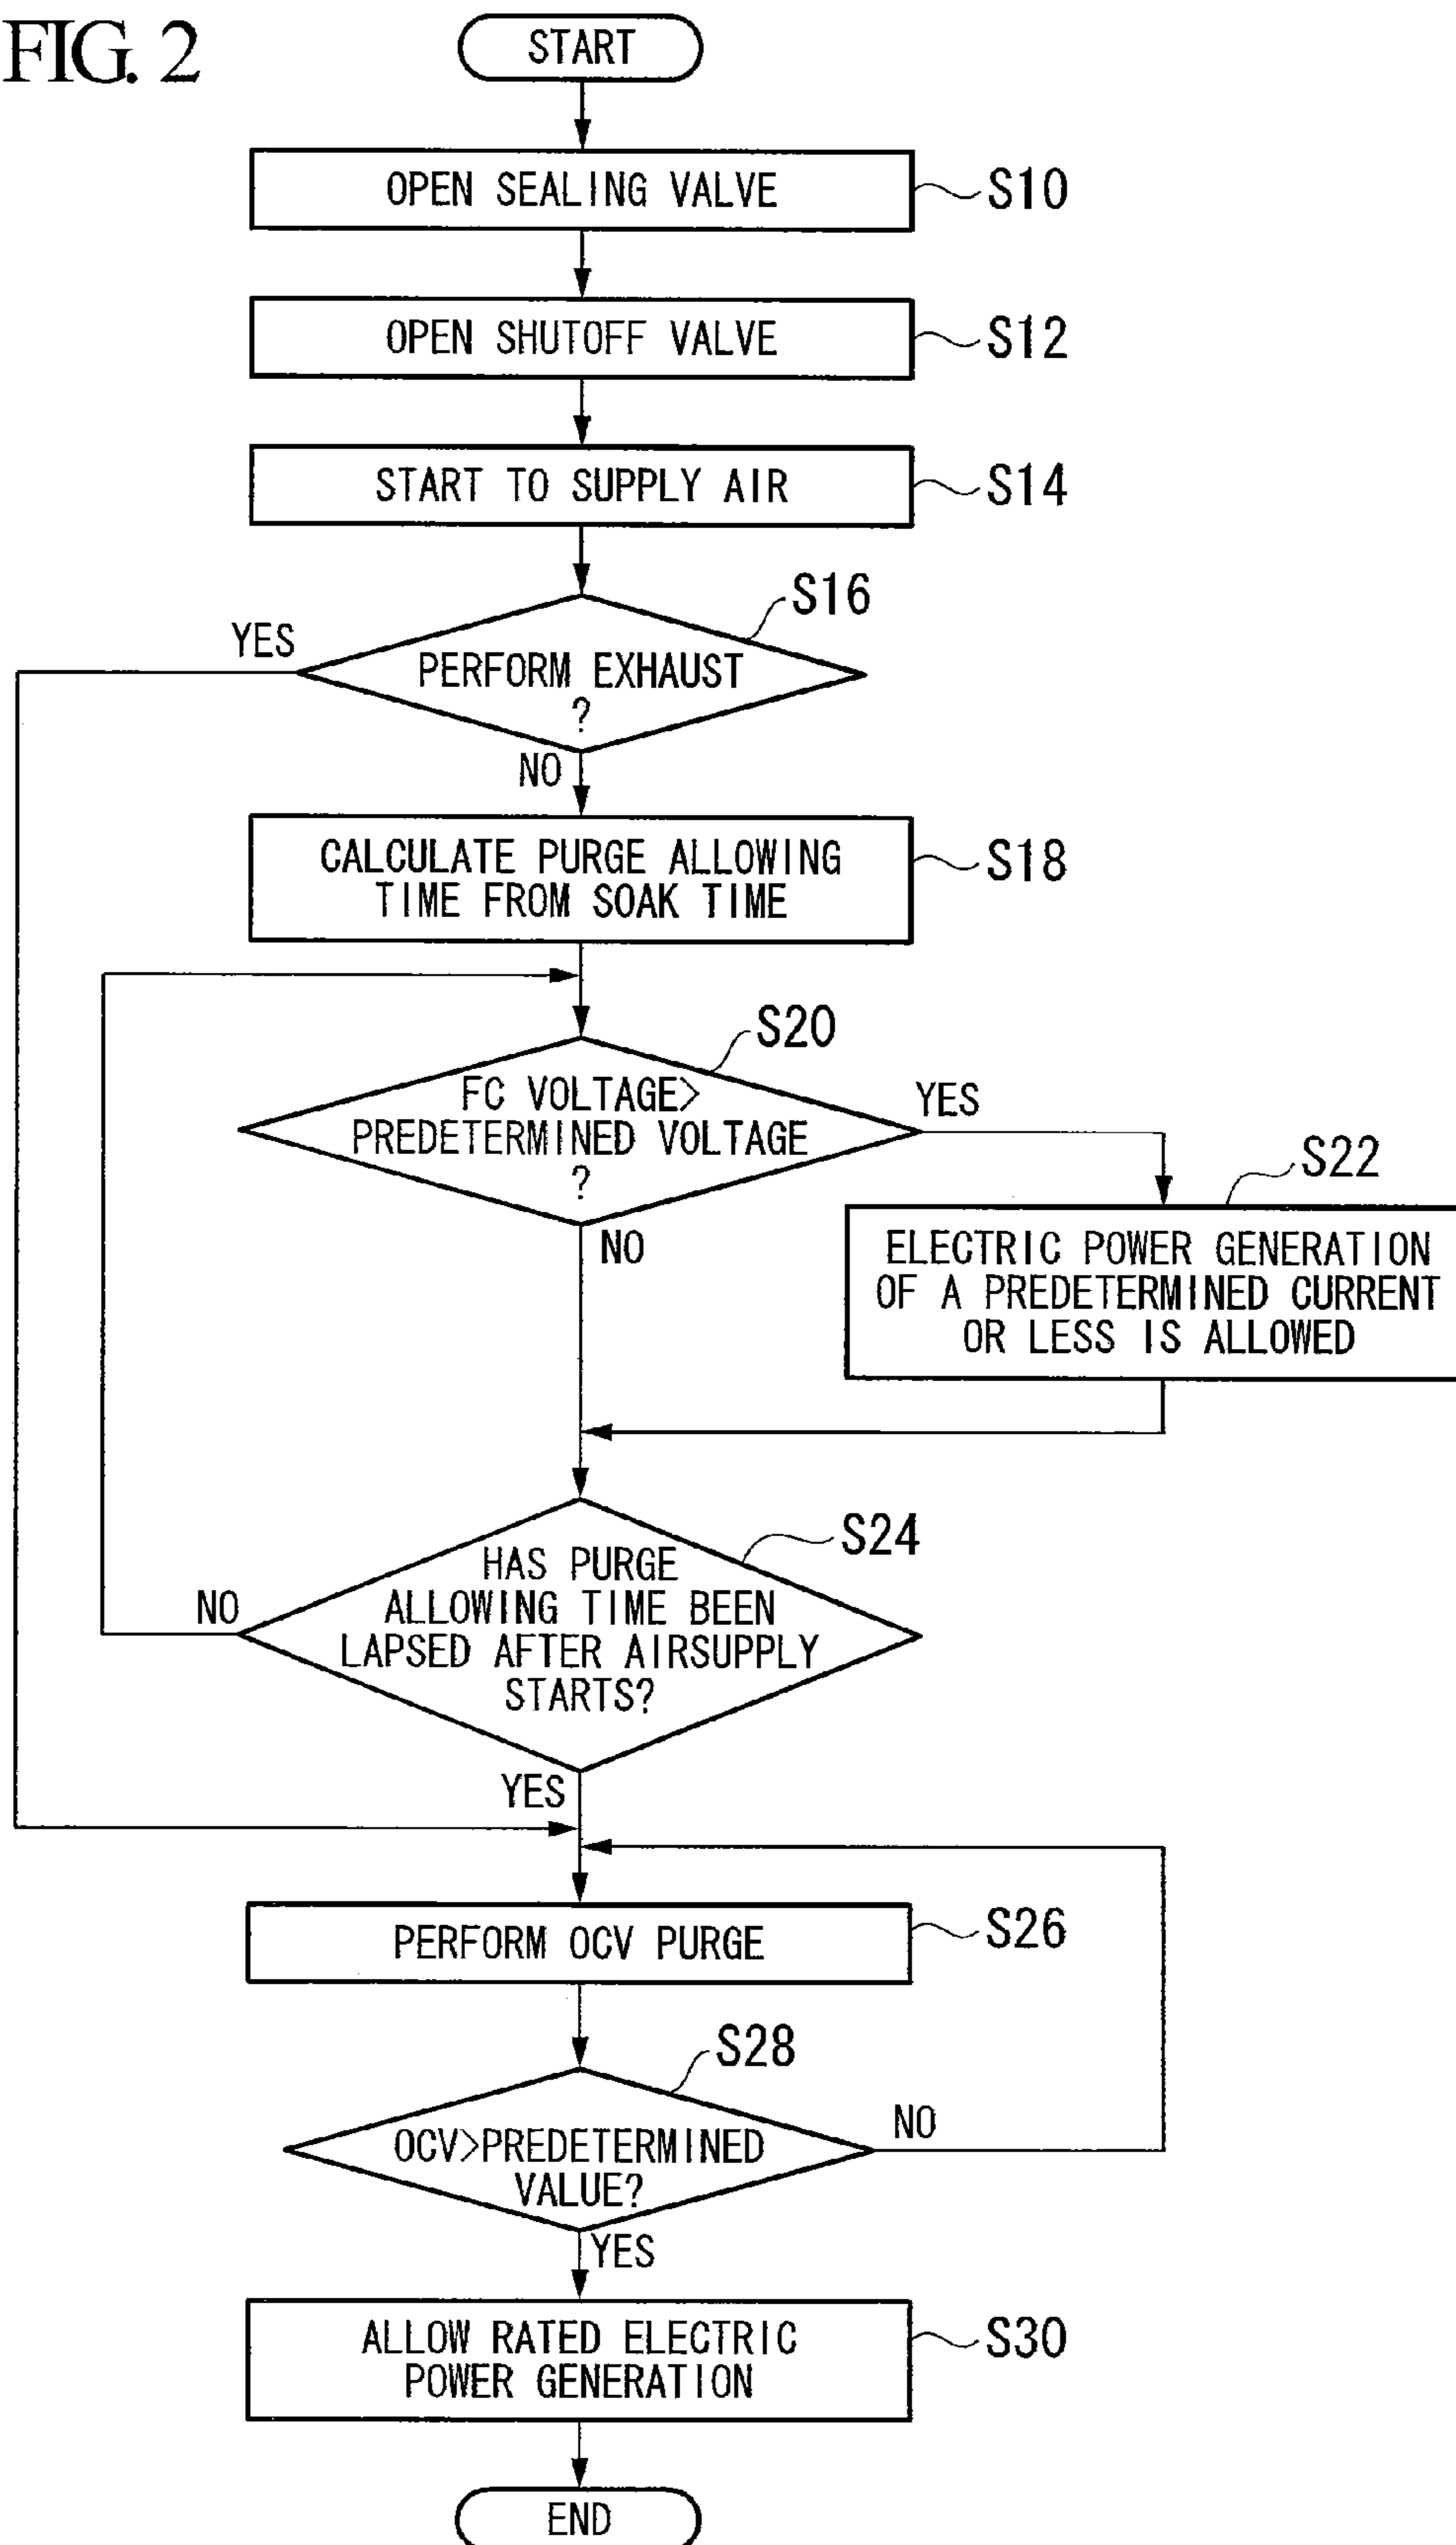 FIG. 2
START
OPEN SEALING VALVE
S10
OPEN SHUTOFF VALVE
S12
START TO SUPPLY AIR
S14
S16
YES
PERFORM EXHAUST
?
NO
CALCULATE PURGE ALLOWING
TIME FROM SOAK TIME
S18
S20
FC VOLTAGE>
PREDETERMINED VOLTAGE
?
YES
NO
S22
ELECTRIC POWER GENERATION
OF A PREDETERMINED CURRENT
OR LESS IS ALLOWED
S24
HAS PURGE
ALLOWING TIME BEEN
LAPSED AFTER AIRSUPPLY
STARTS?
NO
YES
PERFORM OCV PURGE
S26
S28
OCV>PREDETERMINED
VALUE?
NO
YES
ALLOW RATED ELECTRIC
POWER GENERATION
S30
END